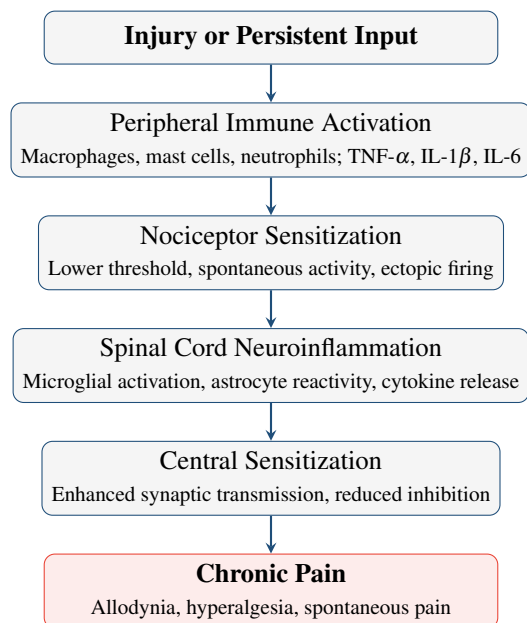 Injury or Persistent Input
Peripheral Immune Activation
Macrophages, mast cells, neutrophils; TNF-α, IL-1β, IL-6
Nociceptor Sensitization
Lower threshold, spontaneous activity, ectopic firing
Spinal Cord Neuroinflammation
Microglial activation, astrocyte reactivity, cytokine release
Central Sensitization
Enhanced synaptic transmission, reduced inhibition
Chronic Pain
Allodynia, hyperalgesia, spontaneous pain